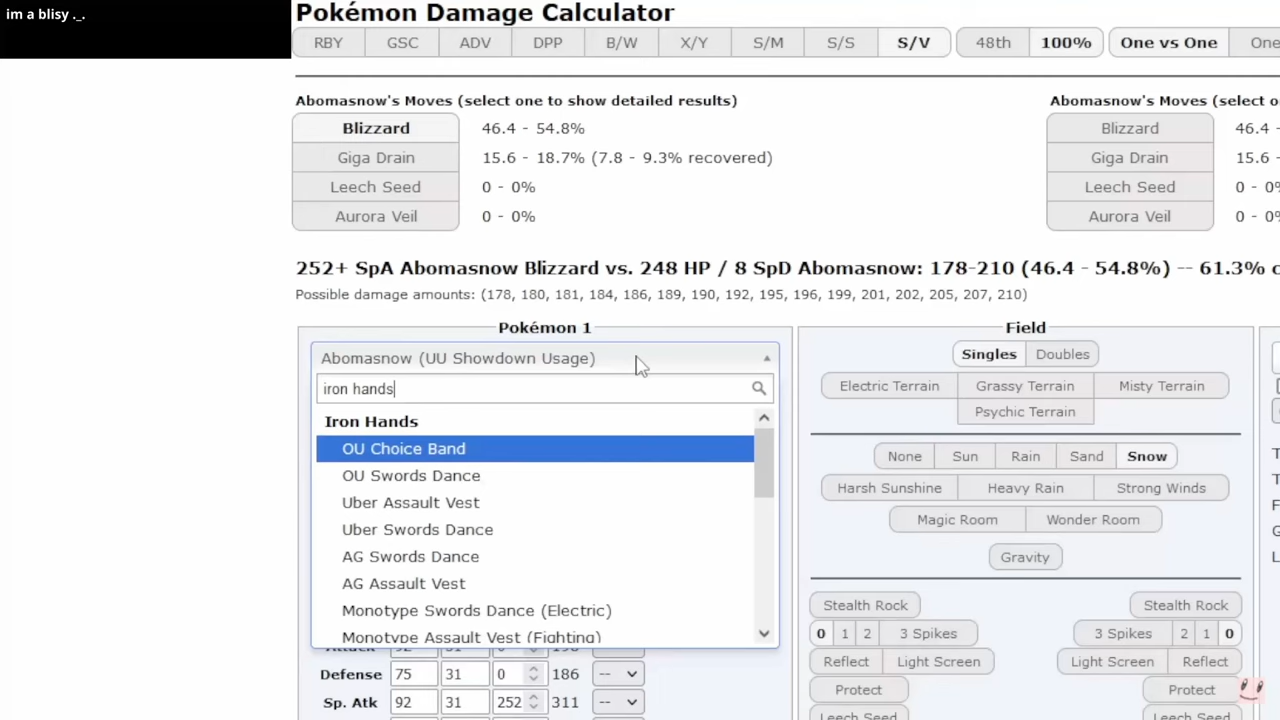 im a blisy ._.
Pokémon Damage Calculator
RBY GSC ADV DPP B/W X/Y S/M S/S S/V 48th 100% One vs One One
Abomasnow's Moves (select one to show detailed results) Abomasnow's Moves (select o
Blizzard 46.4 - 54.8% Blizzard 46.4 -
Giga Drain 15.6 - 18.7% (7.8 - 9.3% recovered) Giga Drain 15.6 -
Leech Seed 0 - 0% Leech Seed 0 - 0%
Aurora Veil 0 - 0% Aurora Veil 0 - 0%
252+ SpA Abomasnow Blizzard vs. 248 HP / 8 SpD Abomasnow: 178-210 (46.4 - 54.8%) -- 61.3% c
Possible damage amounts: (178, 180, 181, 184, 186, 189, 190, 192, 195, 196, 199, 201, 202, 205, 207, 210)
Pokémon 1
Abomasnow (UU Showdown Usage)
iron hands
Iron Hands
OU Choice Band
OU Swords Dance
Uber Assault Vest
Uber Swords Dance
AG Swords Dance
AG Assault Vest
Monotype Swords Dance (Electric)
Monotype Assault Vest (Fighting)
Defense 75 31 0 186 --
Sp. Atk 92 31 252 311 --
Field
Singles Doubles
Electric Terrain Grassy Terrain Misty Terrain
Psychic Terrain
None Sun Rain Sand Snow
Harsh Sunshine Heavy Rain Strong Winds
Magic Room Wonder Room
Gravity
Stealth Rock Stealth Rock
0 1 2 3 Spikes 3 Spikes 2 1 0
Reflect Light Screen Light Screen Reflect
Protect Protect
Leech Seed Leech Seed